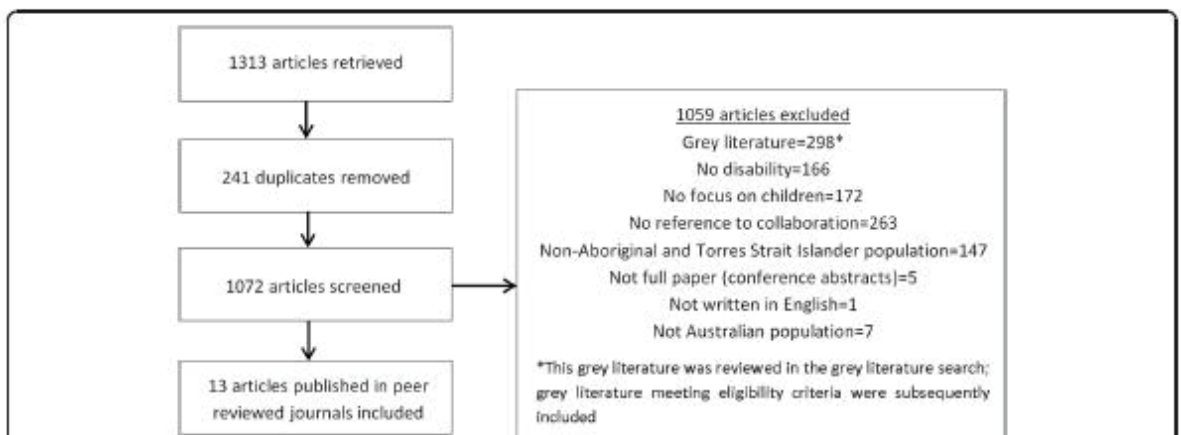 1313 articles retrieved
241 duplicates removed
1072 articles screened
13 articles published in peer
reviewed journals included
1059 articles excluded
Grey literature=298*
No disability=166
No focus on children=172
No reference to collaboration=263
Non-Aboriginal and Torres Strait Islander population=147
Not full paper (conference abstracts)=5
Not written in English=1
Not Australian population=7
*This grey literature was reviewed in the grey literature search;
grey literature meeting eligibility criteria were subsequently
included